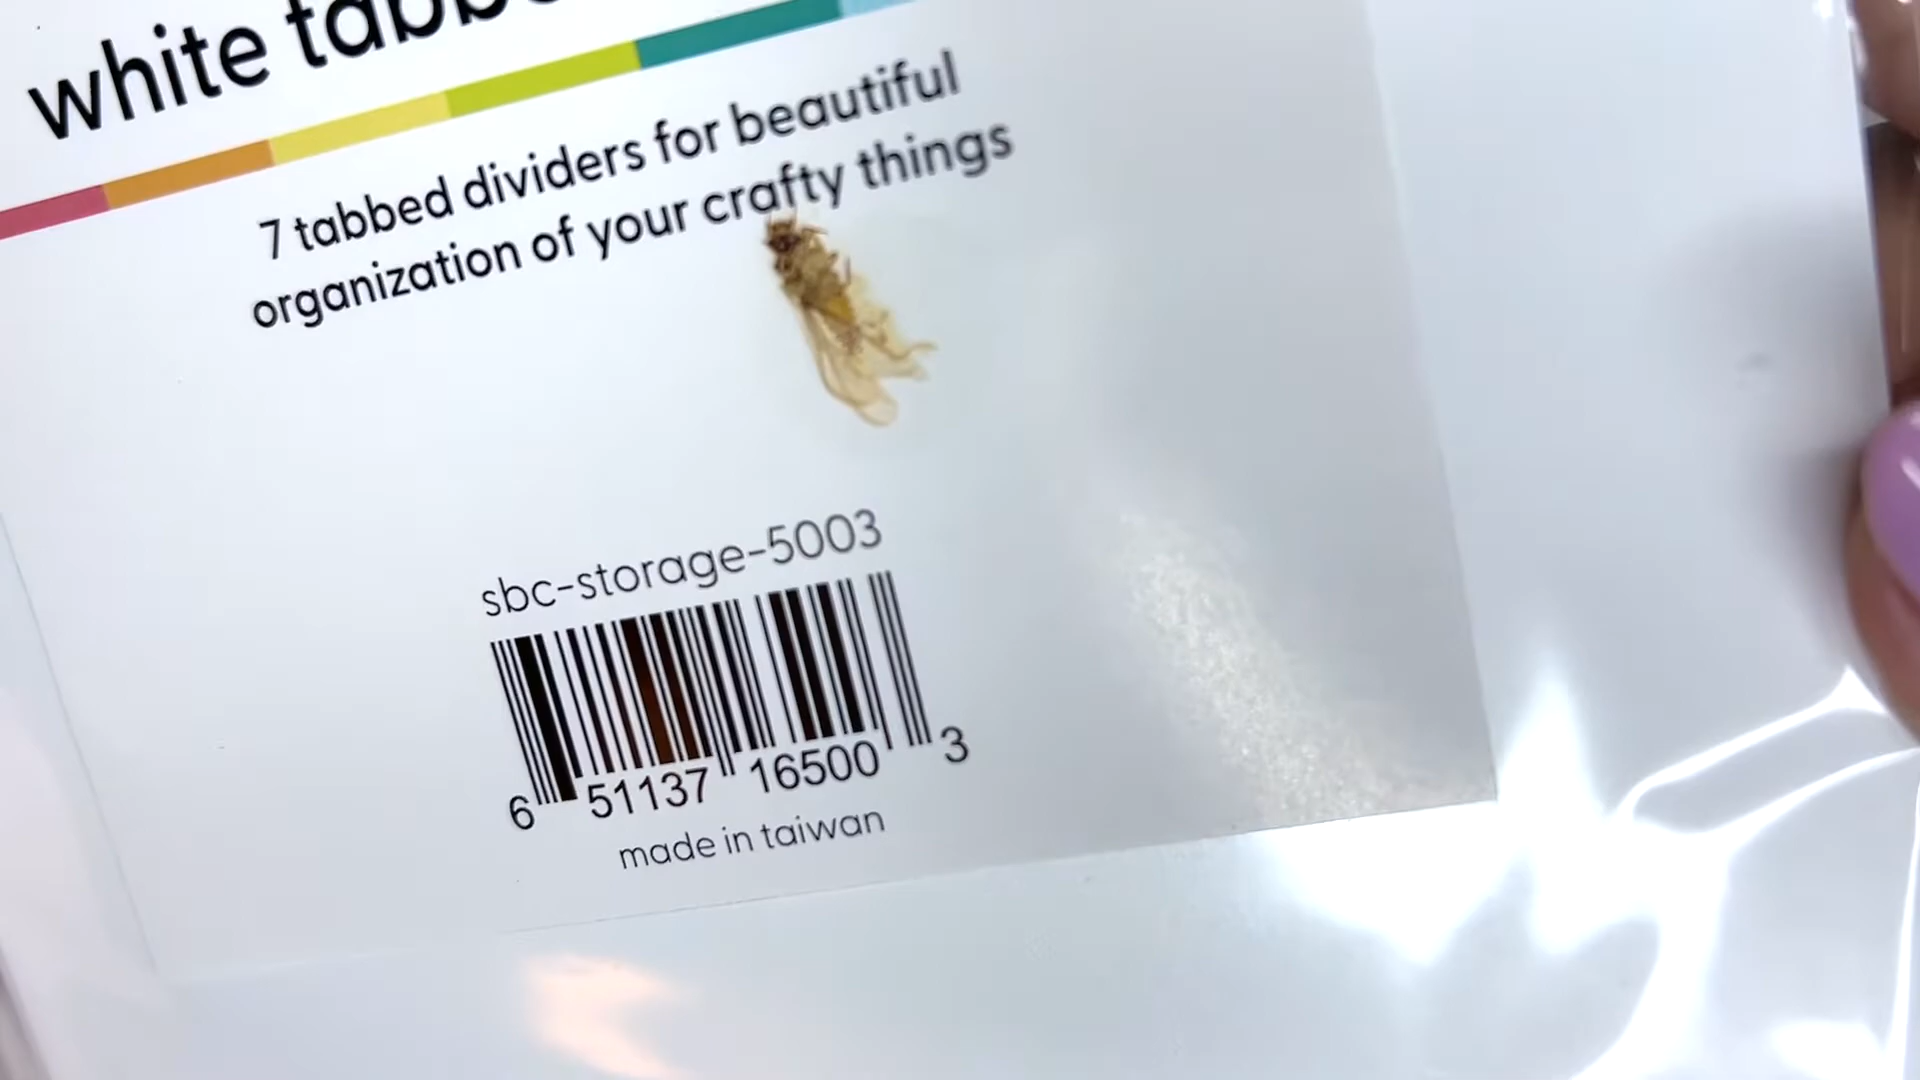 white
7 tabbed dividers for beautiful
organization of your crafty things
sbc-storage-5003
6 51137 16500 3
made in taiwan